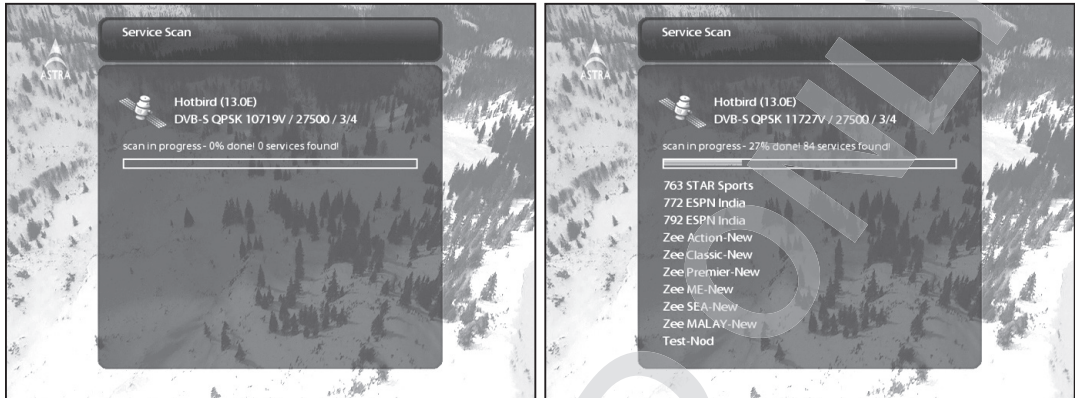 Service Scan
ASTRA
Hotbird (13.0E)
DVB-S QPSK 10719V / 27500 / 3/4
scan in progress - 0% done! 0 services found!
Service Scan
ASTRA
Hotbird (13.0E)
DVB-S QPSK 11727V / 27500 / 3/4
scan in progress - 27% done! 84 services found!
763 STAR Sports
772 ESPN India
792 ESPN India
Zee Action-New
Zee Classic-New
Zee Premier-New
Zee ME-New
Zee SEA-New
Zee MALAY-New
Test-Nod